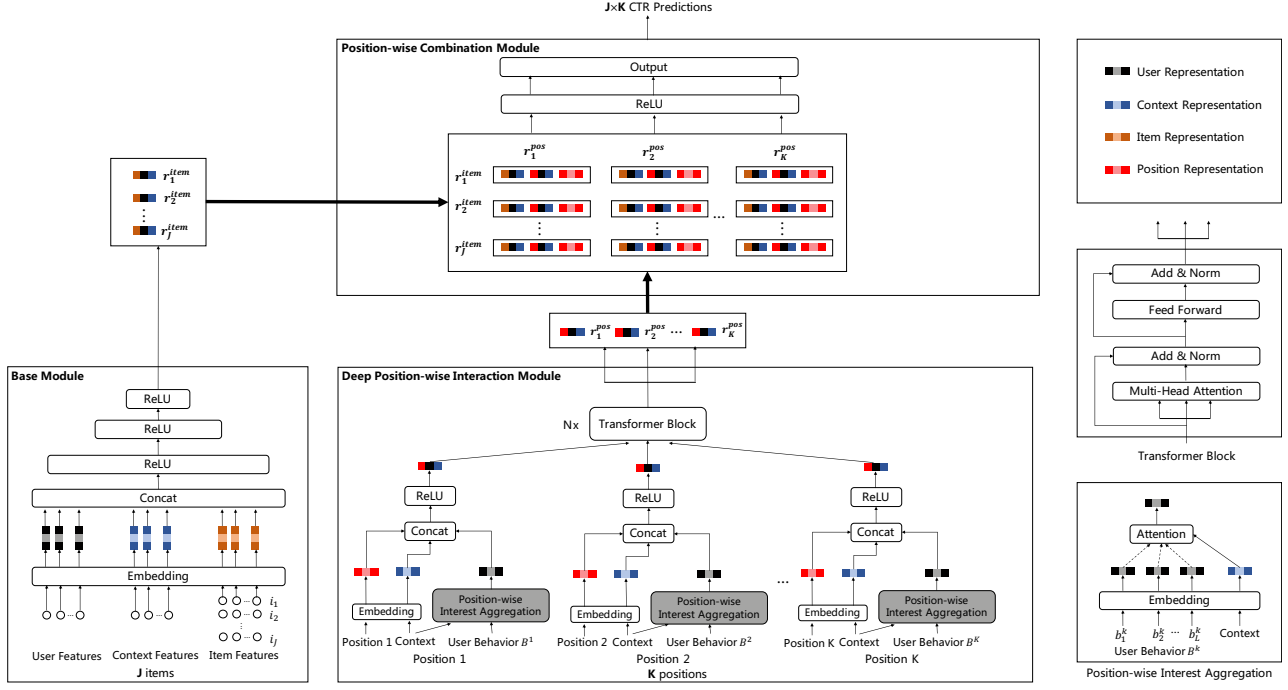 J×K CTR Predictions
Position-wise Combination Module
Output
ReLU
r_1^{pos} r_2^{pos} r_K^{pos}
r_1^{item}
r_2^{item}
...
⋮ ⋮ ⋮
r_J^{item}
r_1^{item}
r_2^{item}
⋮
r_J^{item}
r_1^{pos} r_2^{pos} ... r_K^{pos}
Base Module
ReLU
ReLU
ReLU
Concat
Embedding
... ... ... i_1
... i_2
⋮
... i_J
User Features Context Features Item Features
J items
Deep Position-wise Interaction Module
Nx Transformer Block
ReLU
Concat
Embedding
Position-wise
Interest Aggregation
Position 1 Context User Behavior B^1
Position 1
ReLU
Concat
Embedding
Position-wise
Interest Aggregation
Position 2 Context User Behavior B^2
Position 2
...
ReLU
Concat
Embedding
Position-wise
Interest Aggregation
Position K Context User Behavior B^K
Position K
K positions
User Representation
Context Representation
Item Representation
Position Representation
Add & Norm
Feed Forward
Add & Norm
Multi-Head Attention
Transformer Block
Attention
Embedding
b_1^k b_2^k ... b_L^k Context
User Behavior B^k
Position-wise Interest Aggregation